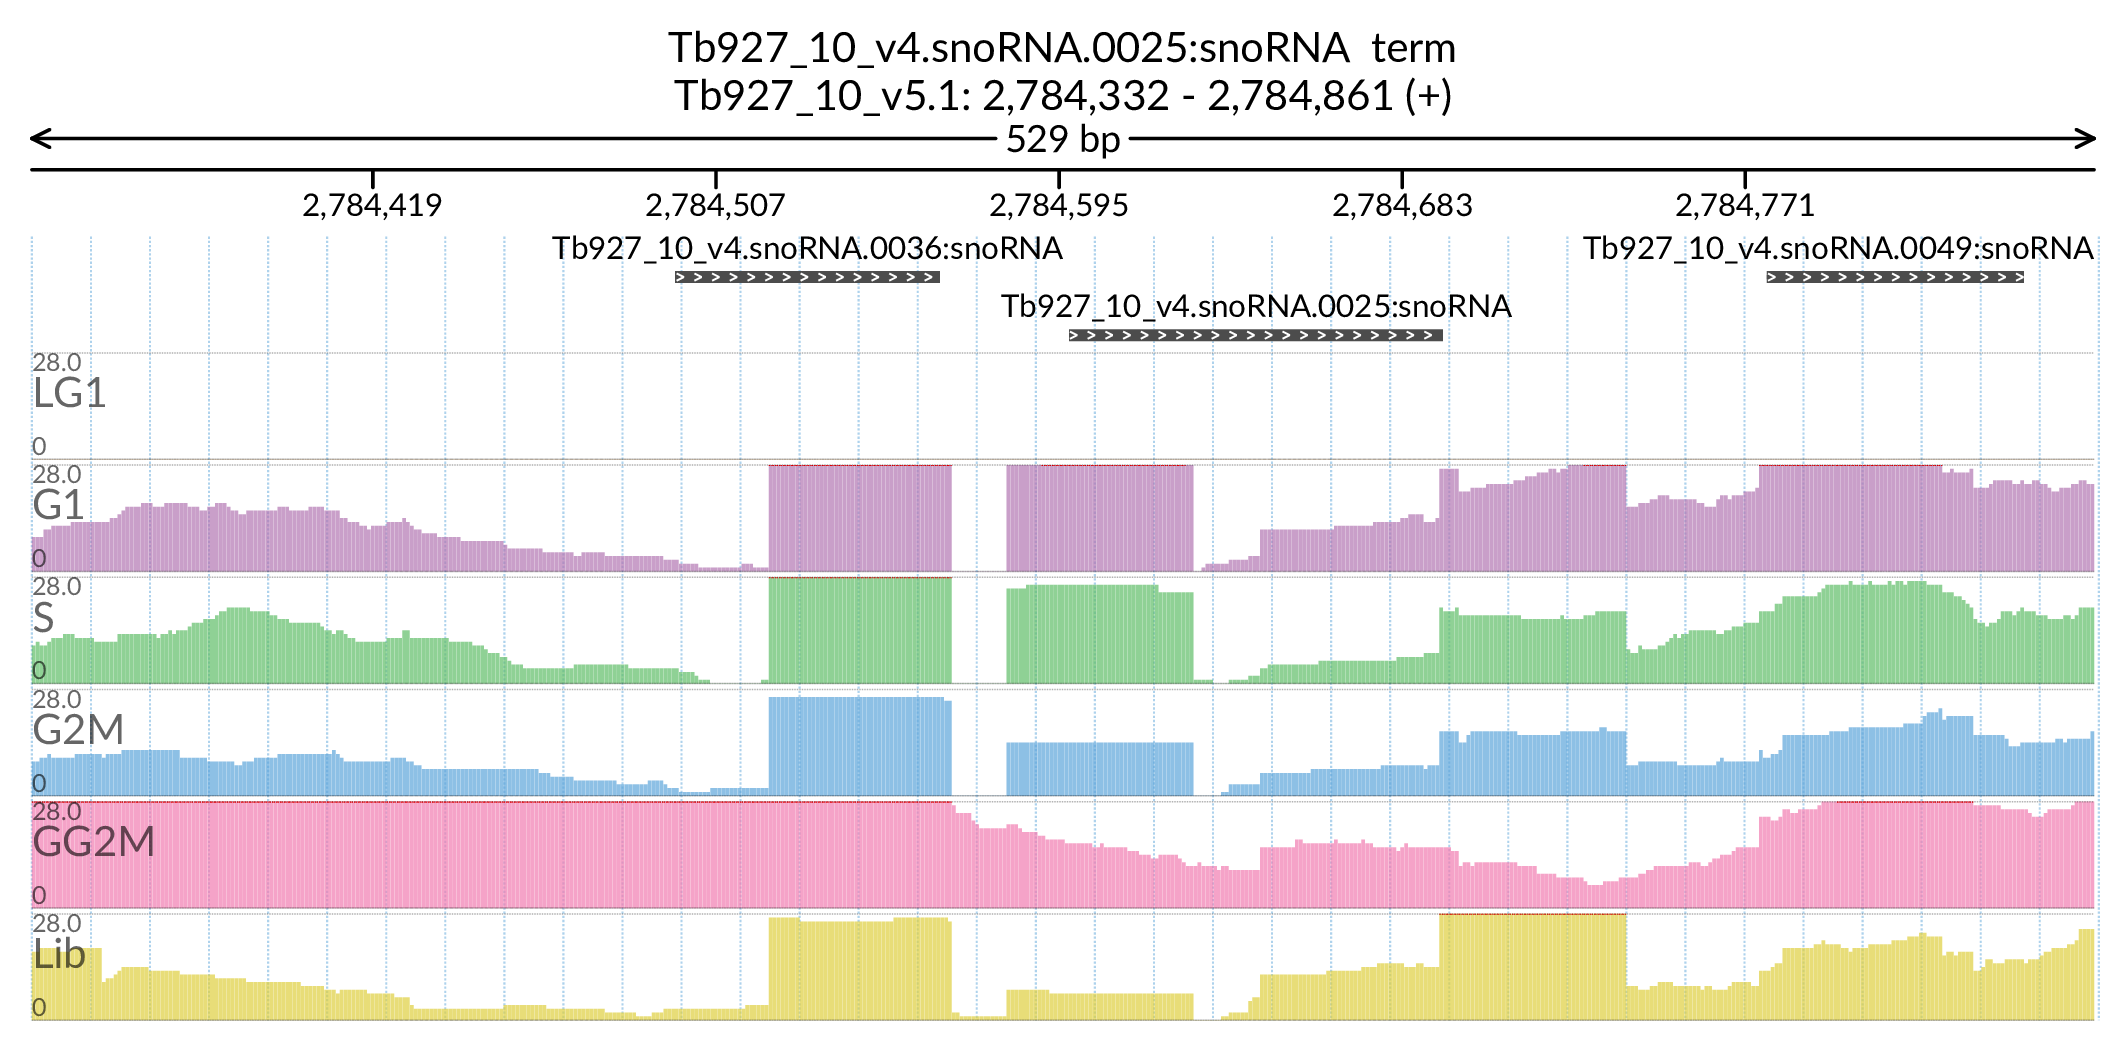 Tb927_10_v4.snoRNA.0025:snoRNA term
Tb927_10_v5.1: 2,784,332 - 2,784,861 (+)
529 bp
2,784,419 2,784,507 2,784,595 2,784,683 2,784,771
Tb927_10_v4.snoRNA.0036:snoRNA Tb927_10_v4.snoRNA.0049:snoRNA
Tb927_10_v4.snoRNA.0025:snoRNA
28.0
LG1
0
28.0
G1
0
28.0
S
0
28.0
G2M
0
28.0
GG2M
0
28.0
Lib
0